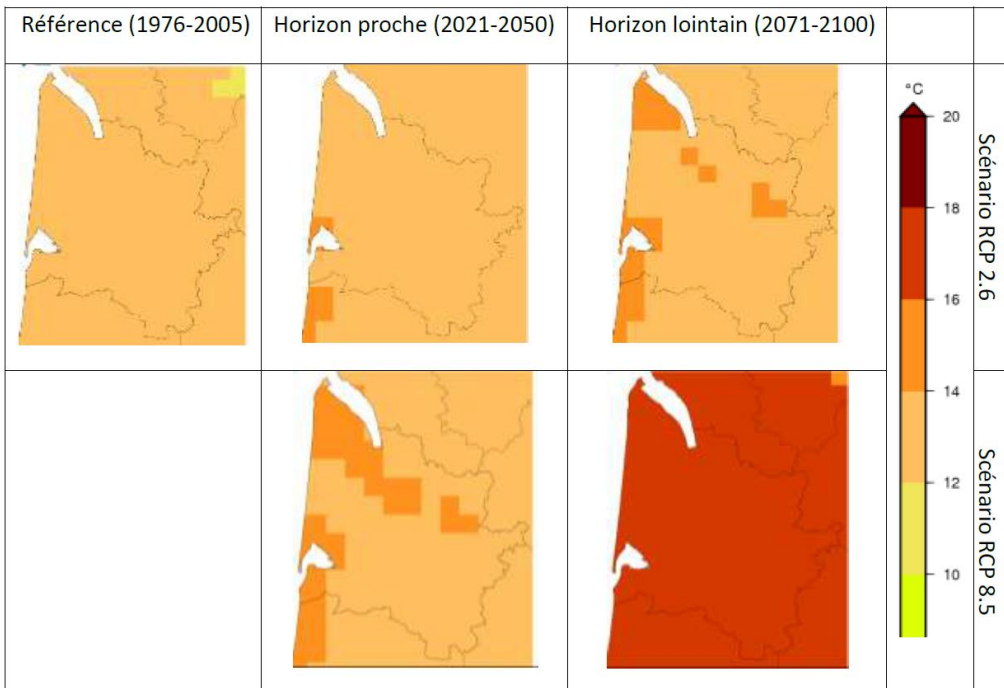 Référence (1976-2005)
Horizon proche (2021-2050)
Horizon lointain (2071-2100)
°C
20
18
16
14
12
10
Scénario RCP 2.6
Scénario RCP 8.5